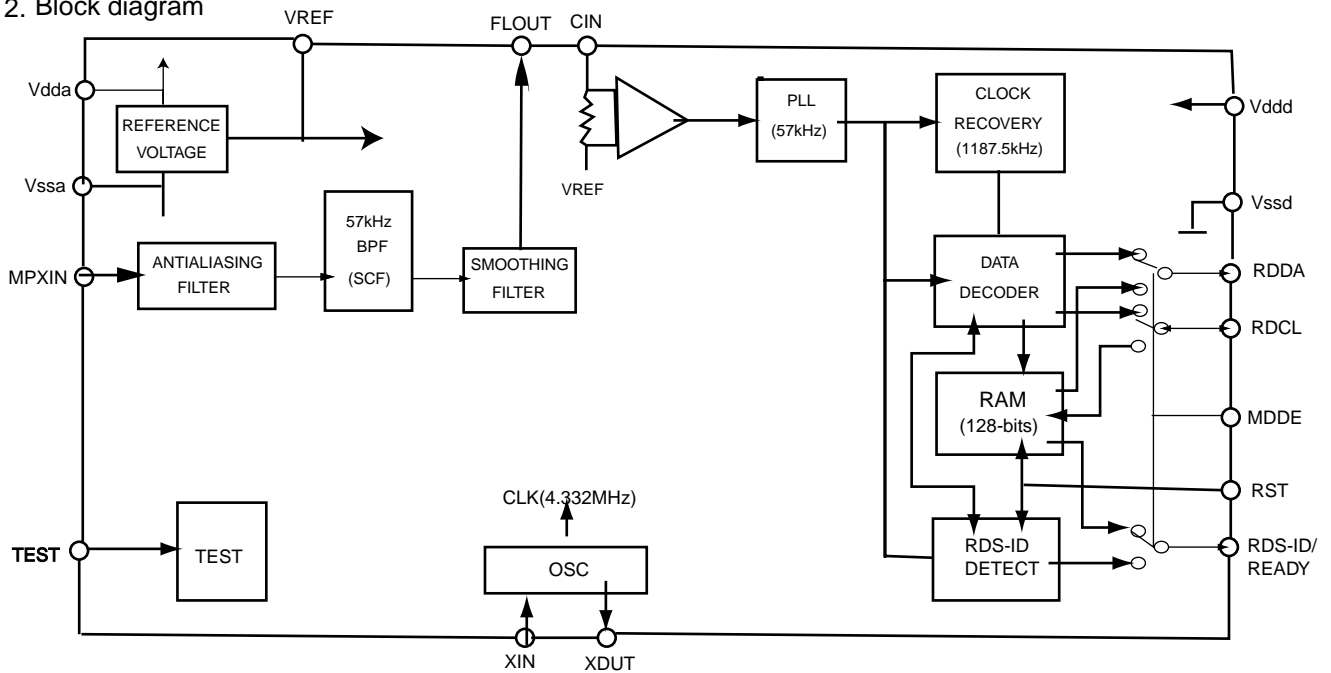 2. Block diagram
VREF
FLOUT
CIN
Vdda
REFERENCE
VOLTAGE
Vssa
VREF
PLL
(57kHz)
CLOCK
RECOVERY
(1187.5kHz)
Vddd
Vssd
MPXIN
ANTIALIASING
FILTER
57kHz
BPF
(SCF)
SMOOTHING
FILTER
DATA
DECODER
RDDA
RDCL
RAM
(128-bits)
MDDE
RST
CLK(4.332MHz)
TEST
TEST
OSC
RDS-ID
DETECT
RDS-ID/
READY
XIN
XDUT